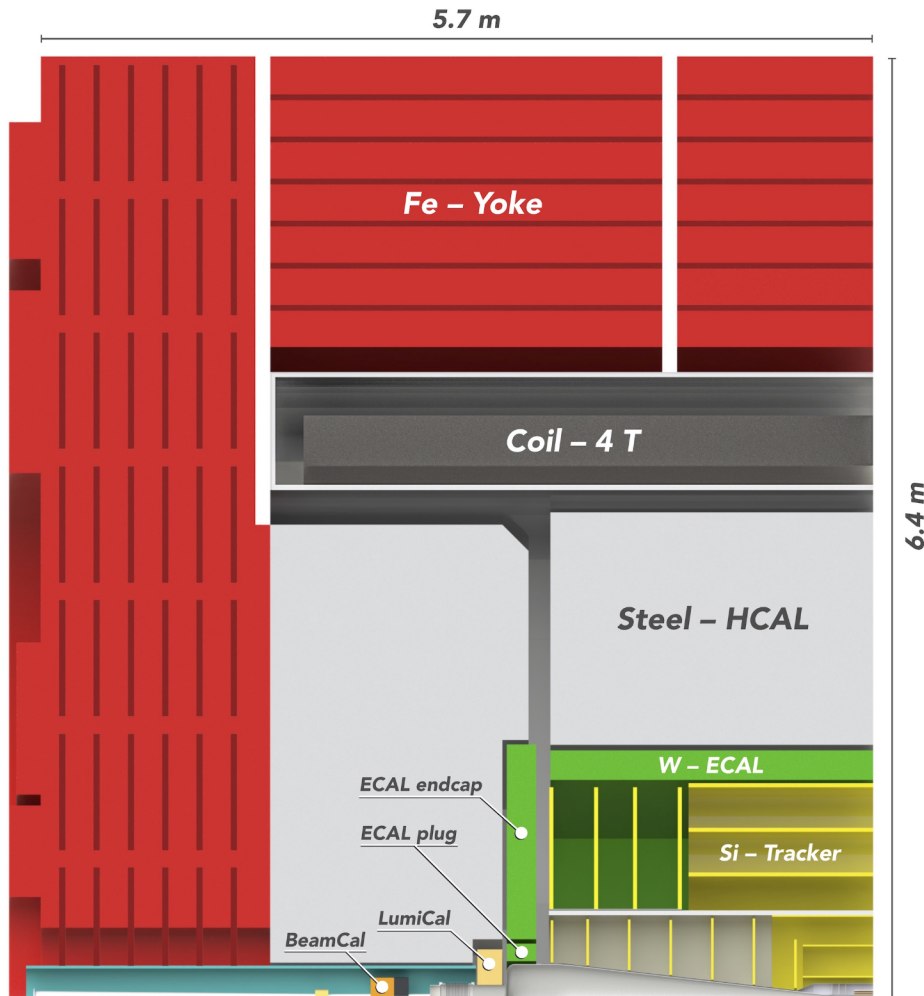 5.7 m
Fe – Yoke
Coil – 4 T
6.4 m
Steel – HCAL
W – ECAL
ECAL endcap
ECAL plug
Si – Tracker
LumiCal
BeamCal